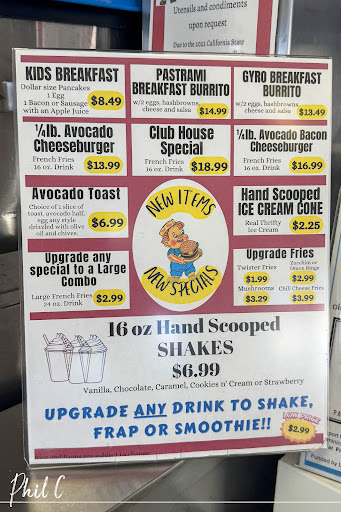 Utensils and condiments
upon request
Due to the 2022 California State
KIDS BREAKFAST
Dollar size Pancakes
1 Egg
1 Bacon or Sausage
with an Apple Juice
$8.49
PASTRAMI
BREAKFAST BURRITO
w/2 eggs, hashbrowns,
cheese and salsa
$14.99
GYRO BREAKFAST
BURRITO
w/2 eggs, hashbrowns,
cheese and salsa
$13.49
1/4lb. Avocado
Cheeseburger
French Fries
16 oz. Drink
$13.99
Club House
Special
French Fries
16 oz. Drink
$18.99
1/4lb. Avocado Bacon
Cheeseburger
French Fries
16 oz. Drink
$16.99
Avocado Toast
Choice of 1 slice of
toast, avocado half,
egg any style
drizzled with olive
oil and chives.
$6.99
NEW ITEMS
NEW SPECIALS
Hand Scooped
ICE CREAM CONE
Real Thrifty
Ice Cream
$2.25
Upgrade any
special to a Large
Combo
Large French Fries
24 oz. Drink
$2.99
Upgrade Fries
Twister Fries
$1.99
Zucchini or
Onion Rings
$2.99
Mushrooms
$3.29
Chili Cheese Fries
$3.99
16 oz Hand Scooped
SHAKES
$6.99
Vanilla, Chocolate, Caramel, Cookies n' Cream or Strawberry
UPGRADE ANY DRINK TO SHAKE,
FRAP OR SMOOTHIE!!
LOW PRICE
$2.99
Phil C